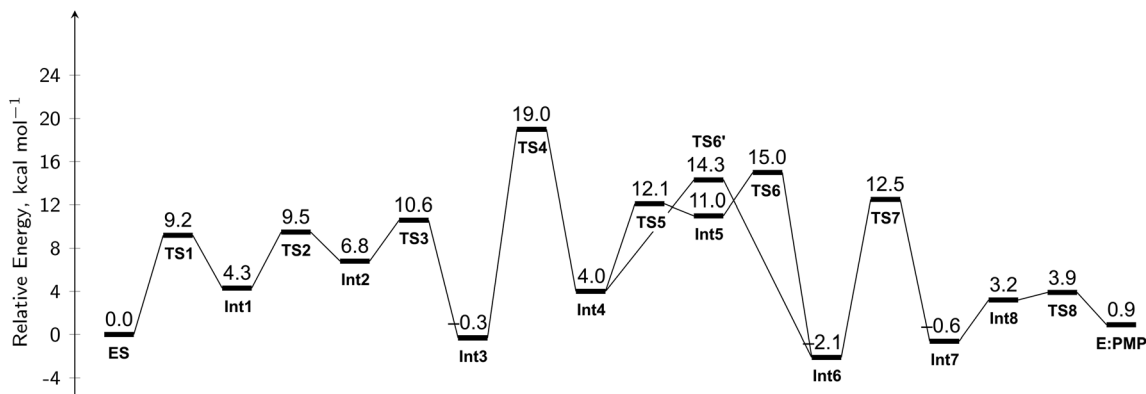 Relative Energy, kcal mol⁻¹
24
20
16
12
8
4
0
-4
0.0
ES
9.2
TS1
4.3
Int1
9.5
TS2
6.8
Int2
10.6
TS3
−0.3
Int3
19.0
TS4
4.0
Int4
12.1
TS5
TS6'
14.3
11.0
Int5
15.0
TS6
−2.1
Int6
12.5
TS7
−0.6
Int7
3.2
Int8
3.9
TS8
0.9
E:PMP